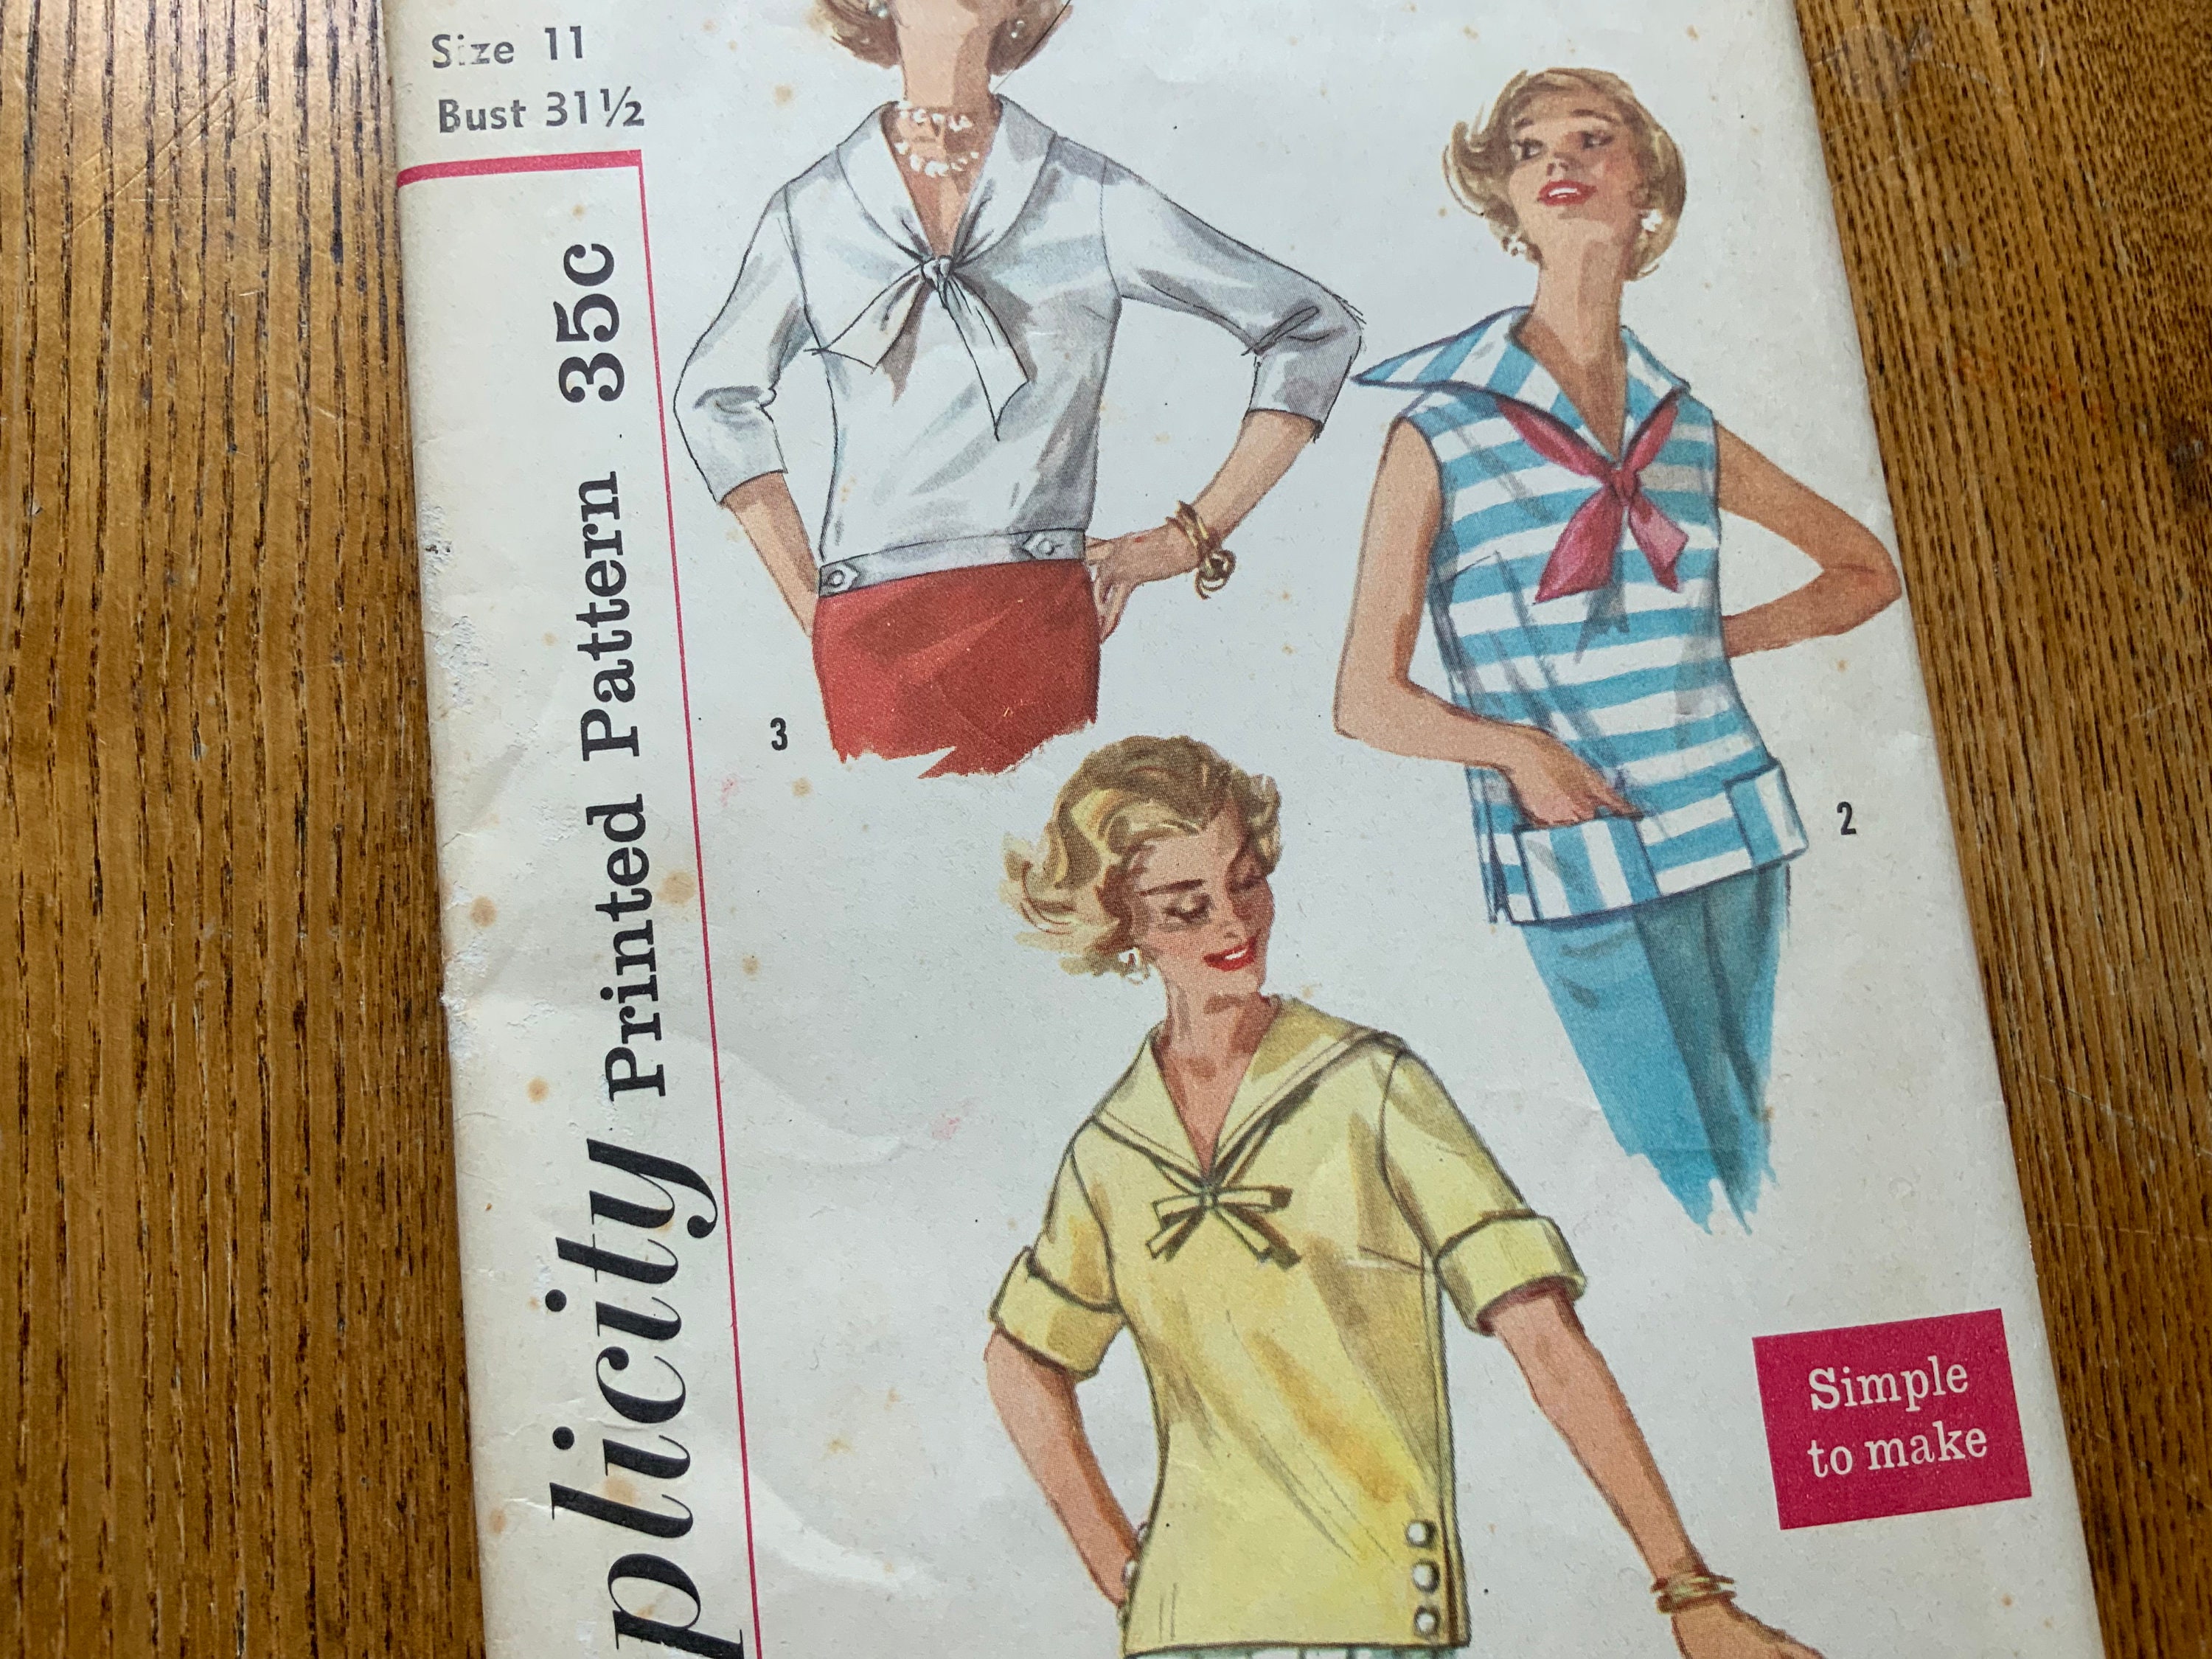 Size 11
Bust 31½
plicity Printed Pattern 35c
3
2
Simple
to make